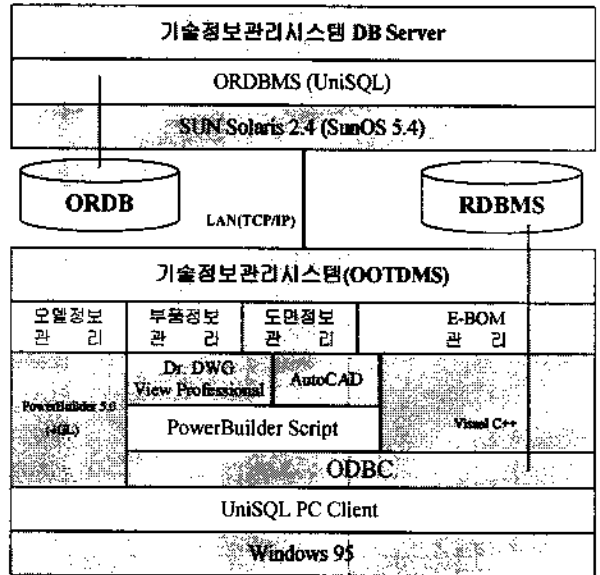 기술정보관리시스템 DB Server
ORDBMS (UniSQL)
SUN Solaris 2.4 (SunOS 5.4)
ORDB
LAN(TCP/IP)
RDBMS
기술정보관리시스템(OOTDMS)
모델정보
관 리
부품정보
관 리
도면정보
관 리
E-BOM
관 리
Dr. DWG
View Professional
AutoCAD
PowerBuilder 5.0
(4GL)
PowerBuilder Script
Visual C++
ODBC
UniSQL PC Client
Windows 95